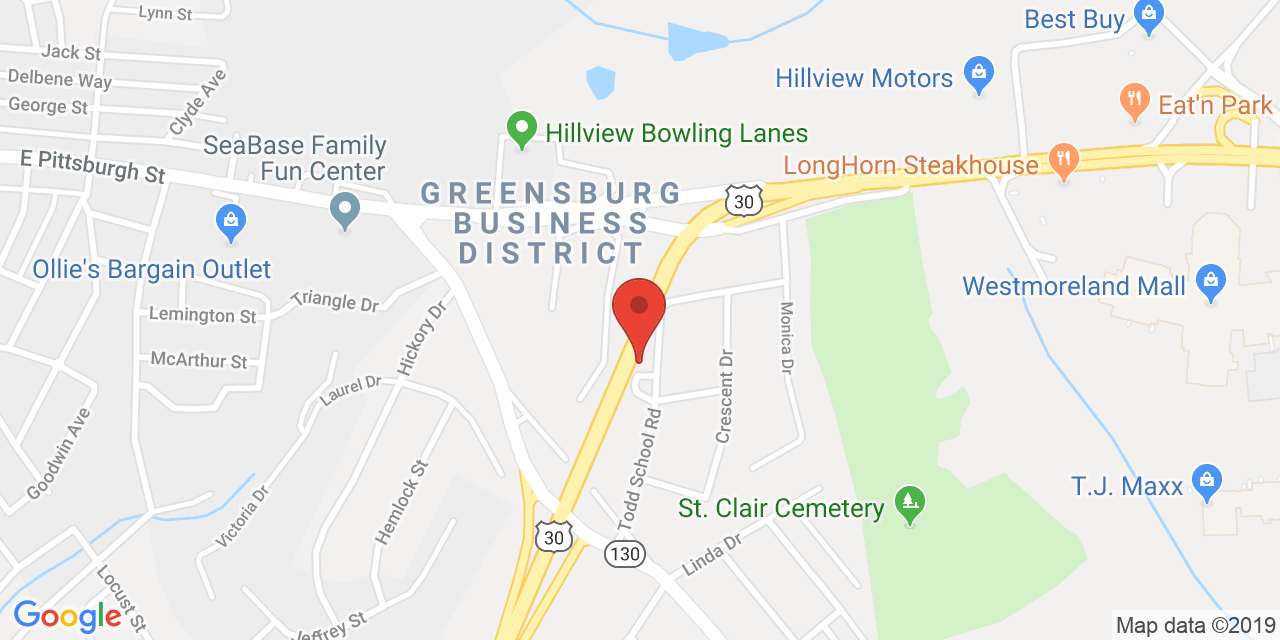 Lynn St
Best Buy
Jack St
Hillview Motors
Delbene Way
George St
Clyde Ave
Eat'n Park
Hillview Bowling Lanes
SeaBase Family
Fun Center
LongHorn Steakhouse
E Pittsburgh St
GREENSBURG
BUSINESS
DISTRICT
30
Ollie's Bargain Outlet
Westmoreland Mall
Triangle Dr
Lemington St
Hickory Dr
Monica Dr
McArthur St
Laurel Dr
Crescent Dr
Goodwin Ave
Todd School Rd
Hemlock St
Victoria Dr
T.J. Maxx
St. Clair Cemetery
30
130
Linda Dr
Locust St
Veffrey St
Google
Map data ©2019